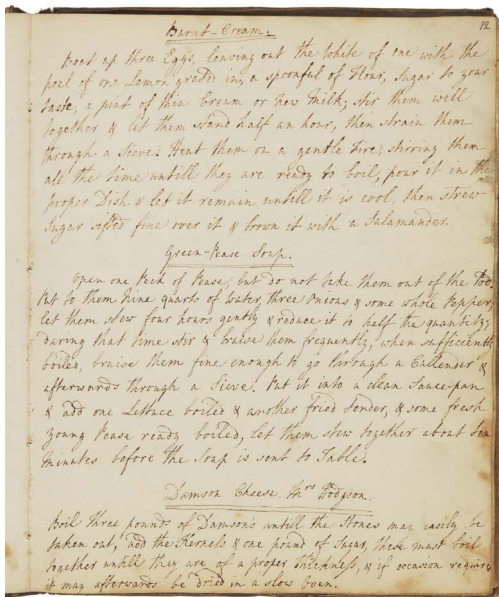 12
Burnt-Cream.
Beat up three Eggs, leaving out the White of one with the
peel of one Lemon grated in, a spoonful of Flour, Sugar to your
taste, a pint of thin Cream or New Milk; stir them well
together & let them stand half an hour, then strain them
through a Sieve. Heat them on a gentle Fire, stirring them
all the time untill they are ready to boil, pour it in the
proper Dish & let it remain untill it is cool, then strew
Sugar sifted fine over it & brown it with a Salamander.
Green-Pease Soup.
Open one Peck of Pease, but do not take them out of the Pod.
Put to them Nine quarts of Water, three Onions & some whole Pepper,
let them stew four hours gently & reduce it to half the quantity;
during that time stir & bruise them frequently, when sufficiently
boiled, bruise them fine enough to go through a Cullender &
afterwards through a Sieve. Put it into a clean Sauce-pan
& add one Lettuce boiled & another fried tender, & some fresh
young Pease ready boiled, let them stew together about ten
minutes before the Soup is sent to Table.
Damson Cheese. Mrs Hodgson.
Boil three pounds of Damsons untill the Stones may easily be
taken out, add the Kernels & one pound of Sugar, these must boil
together untill they are of a proper thickness, & if occasion require
it may afterwards be dried in a slow Oven.